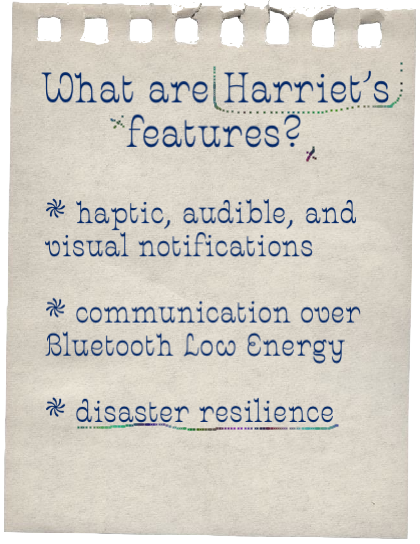 What are Harriet's
features?
* haptic, audible, and
visual notifications
* communication over
Bluetooth Low Energy
* disaster resilience